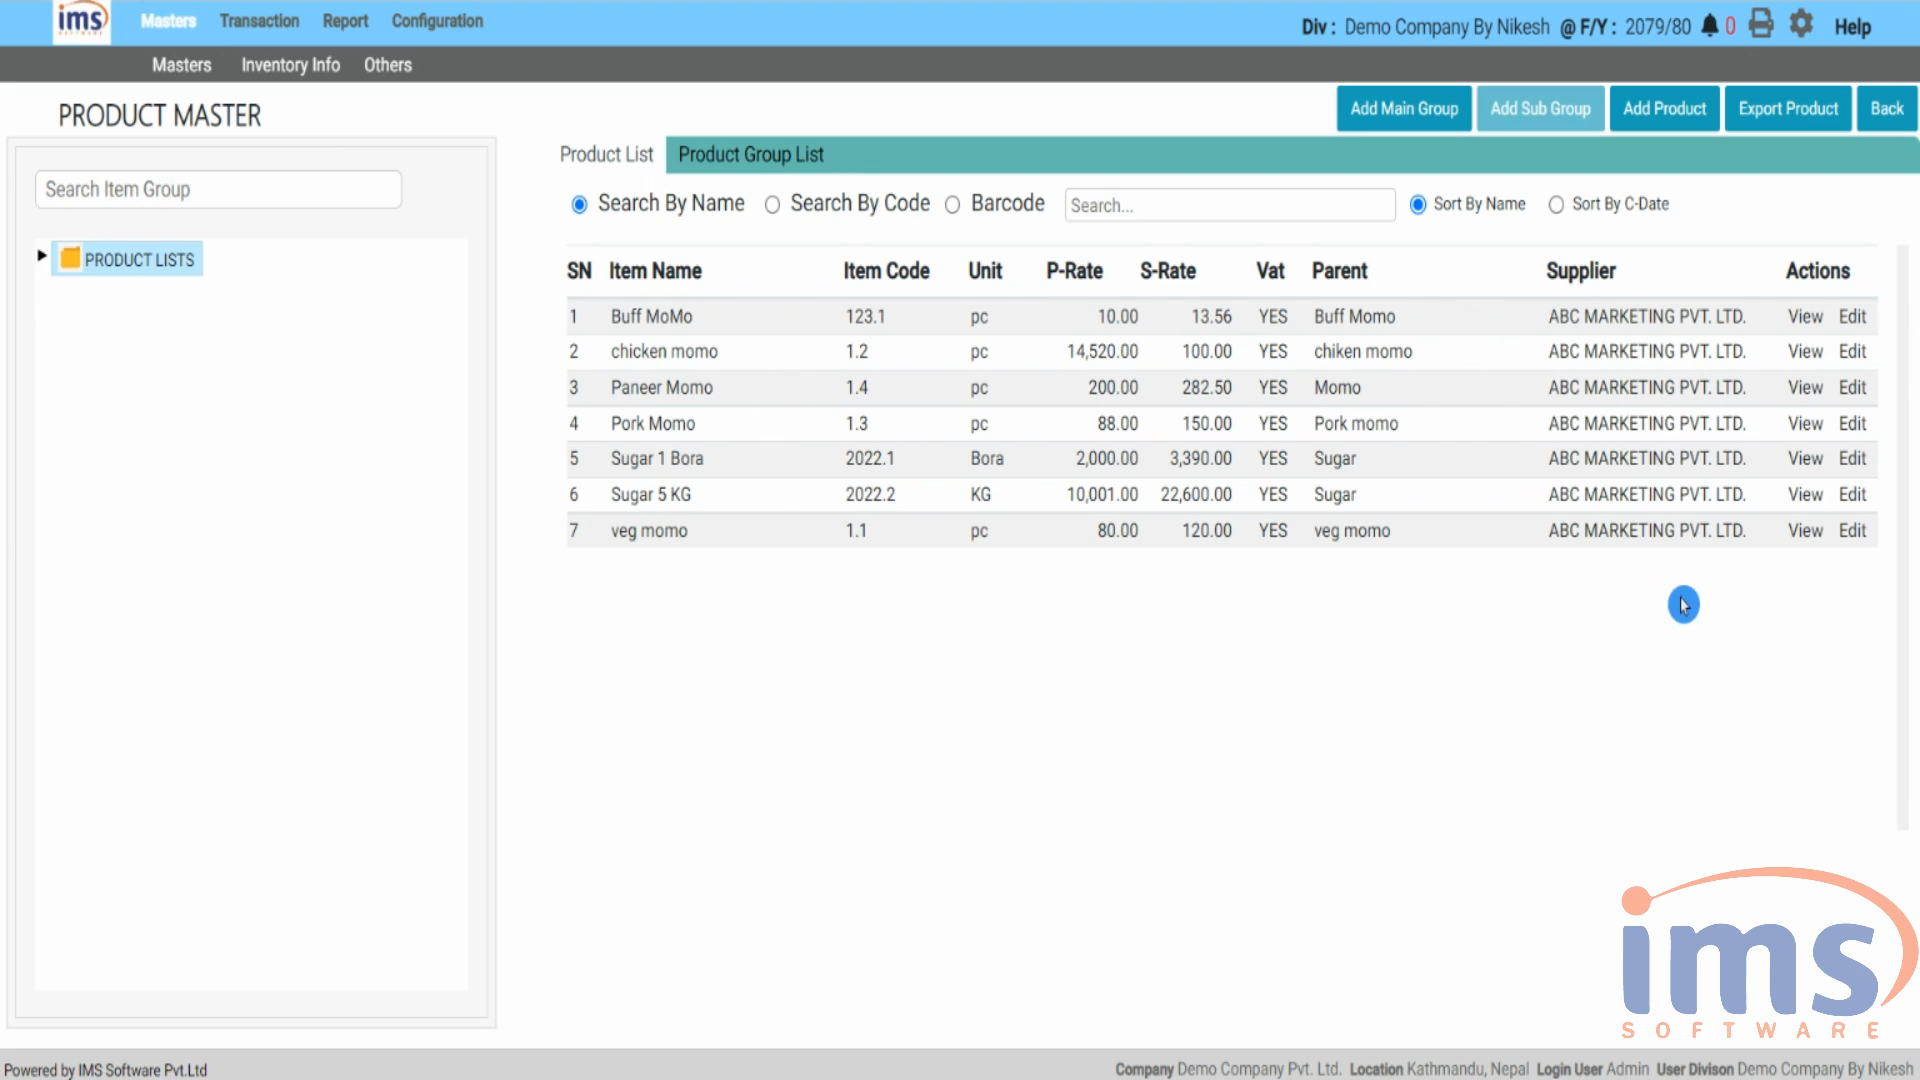 ims
SOFTWARE
Masters Transaction Report Configuration
Div : Demo Company By Nikesh @ F/Y : 2079/80 0 Help
Masters Inventory Info Others
PRODUCT MASTER
Add Main Group Add Sub Group Add Product Export Product Back
Search Item Group
PRODUCT LISTS
Product List Product Group List
Search By Name Search By Code Barcode Search... Sort By Name Sort By C-Date
SN Item Name Item Code Unit P-Rate S-Rate Vat Parent Supplier Actions
1 Buff MoMo 123.1 pc 10.00 13.56 YES Buff Momo ABC MARKETING PVT. LTD. View Edit
2 chicken momo 1.2 pc 14,520.00 100.00 YES chiken momo ABC MARKETING PVT. LTD. View Edit
3 Paneer Momo 1.4 pc 200.00 282.50 YES Momo ABC MARKETING PVT. LTD. View Edit
4 Pork Momo 1.3 pc 88.00 150.00 YES Pork momo ABC MARKETING PVT. LTD. View Edit
5 Sugar 1 Bora 2022.1 Bora 2,000.00 3,390.00 YES Sugar ABC MARKETING PVT. LTD. View Edit
6 Sugar 5 KG 2022.2 KG 10,001.00 22,600.00 YES Sugar ABC MARKETING PVT. LTD. View Edit
7 veg momo 1.1 pc 80.00 120.00 YES veg momo ABC MARKETING PVT. LTD. View Edit
ims
SOFTWARE
Powered by IMS Software Pvt.Ltd
Company Demo Company Pvt. Ltd. Location Kathmandu, Nepal Login User Admin User Divison Demo Company By Nikesh